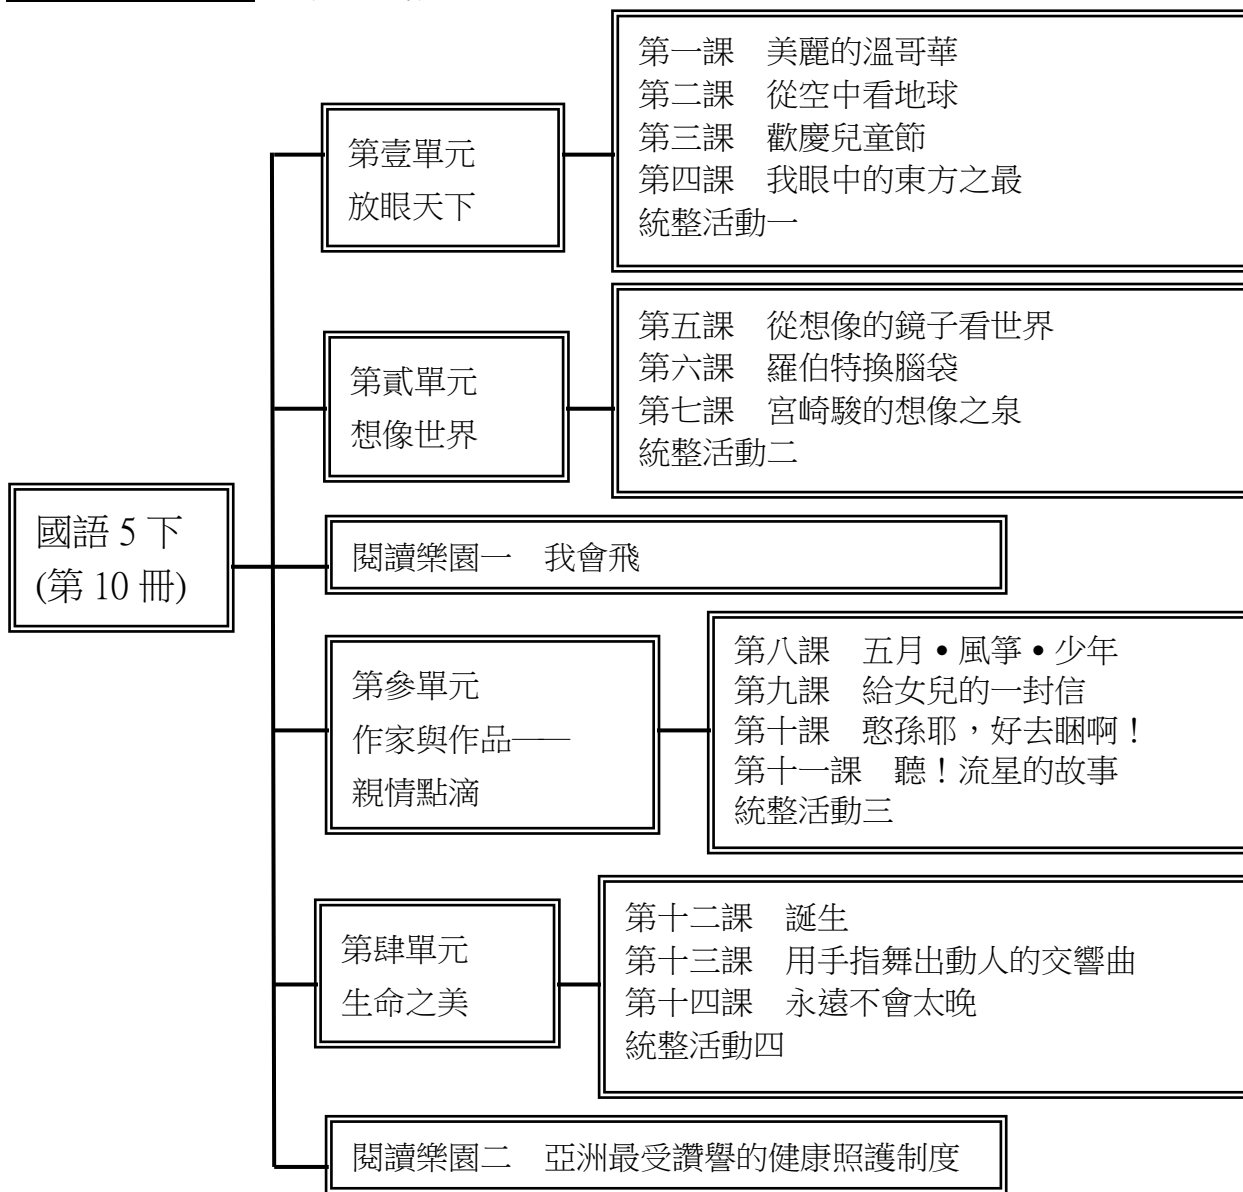 國語 5 下
(第 10 冊)
第壹單元
放眼天下
第一課　美麗的溫哥華
第二課　從空中看地球
第三課　歡慶兒童節
第四課　我眼中的東方之最
統整活動一
第貳單元
想像世界
第五課　從想像的鏡子看世界
第六課　羅伯特換腦袋
第七課　宮崎駿的想像之泉
統整活動二
閱讀樂園一　我會飛
第參單元
作家與作品——
親情點滴
第八課　五月•風箏•少年
第九課　給女兒的一封信
第十課　憨孫耶，好去睏啊！
第十一課　聽！流星的故事
統整活動三
第肆單元
生命之美
第十二課　誕生
第十三課　用手指舞出動人的交響曲
第十四課　永遠不會太晚
統整活動四
閱讀樂園二　亞洲最受讚譽的健康照護制度